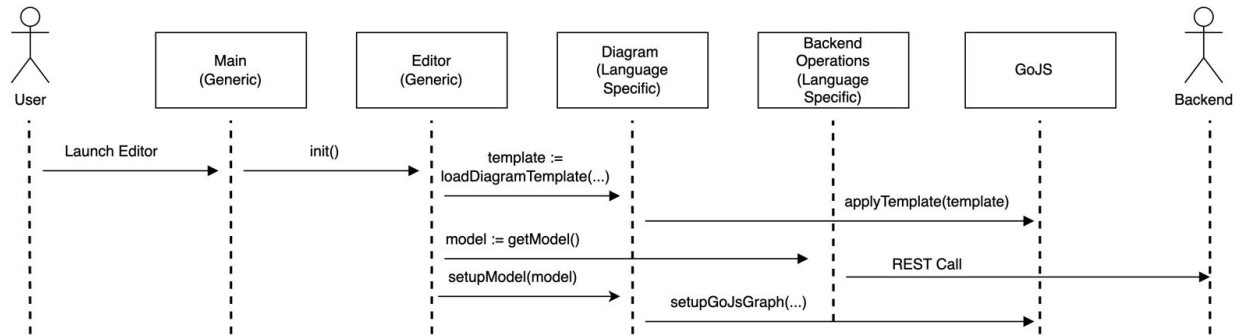 User
Main
(Generic)
Editor
(Generic)
Diagram
(Language
Specific)
Backend
Operations
(Language
Specific)
GoJS
Backend
Launch Editor
init()
template :=
loadDiagramTemplate(...)
applyTemplate(template)
model := getModel()
REST Call
setupModel(model)
setupGoJsGraph(...)